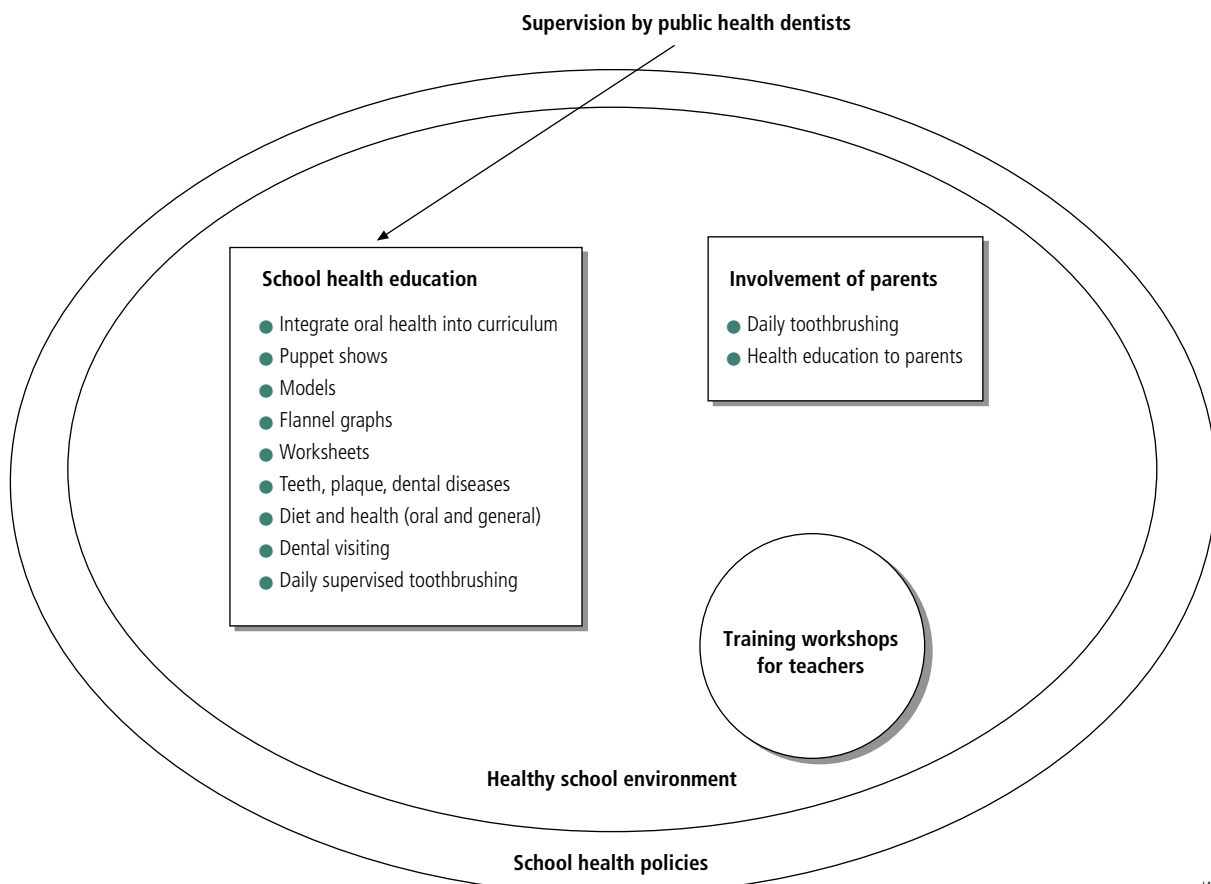 Supervision by public health dentists
School health education
Integrate oral health into curriculum
Puppet shows
Models
Flannel graphs
Worksheets
Teeth, plaque, dental diseases
Diet and health (oral and general)
Dental visiting
Daily supervised toothbrushing
Involvement of parents
Daily toothbrushing
Health education to parents
Training workshops
for teachers
Healthy school environment
School health policies